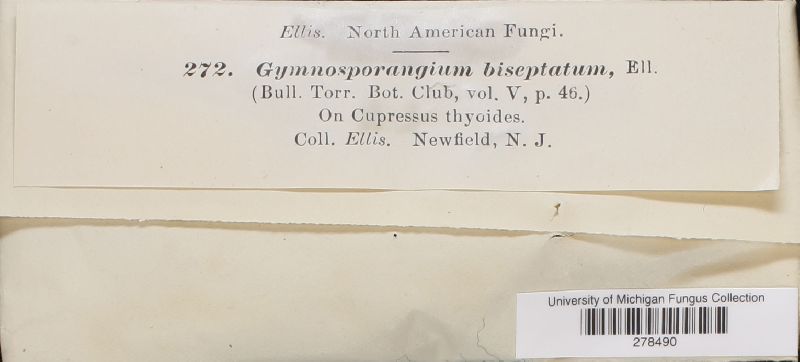 Ellis. North American Fungi.
272. Gymnosporangium biseptatum, Ell.
(Bull. Torr. Bot. Club, vol. V, p. 46.)
On Cupressus thyoides.
Coll. Ellis. Newfield, N. J.
University of Michigan Fungus Collection
278490